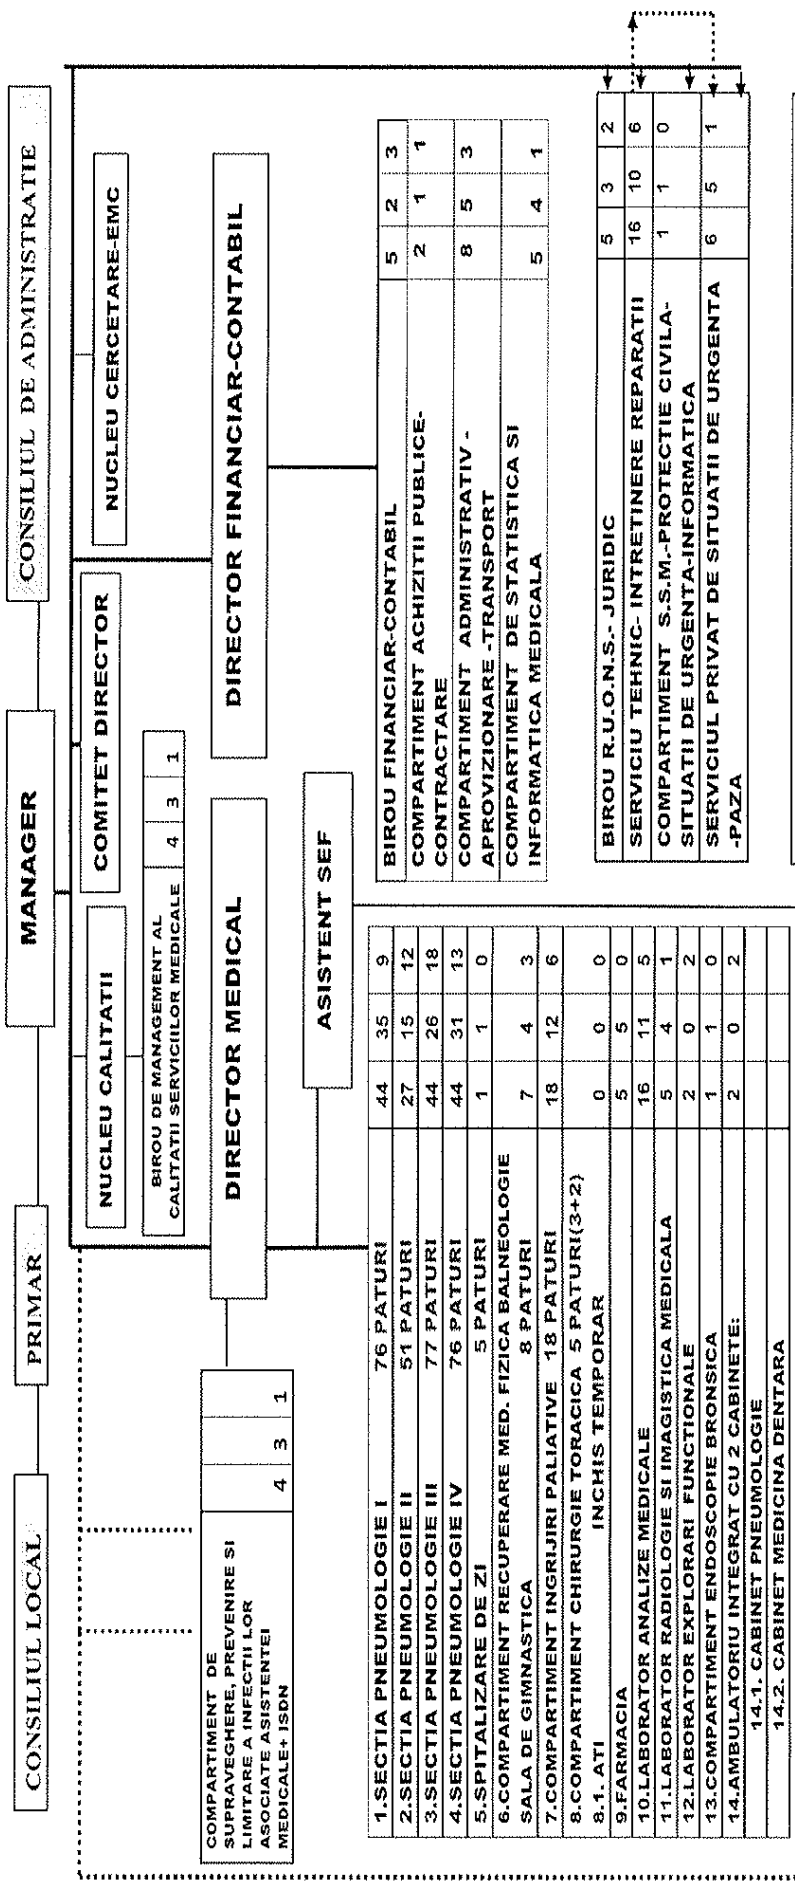 CONSILIUL LOCAL
PRIMAR
MANAGER
CONSILIUL DE ADMINISTRATIE
NUCLEU CALITATII
COMITET DIRECTOR
NUCLEU CERCETARE-EMC
BIROU DE MANAGEMENT AL
CALITATII SERVICIILOR MEDICALE 4 3 1
COMPARTIMENT DE
SUPRAVEGHERE, PREVENIRE SI
LIMITARE A INFECTII LOR
ASOCIATE ASISTENTEI
MEDICALE+ ISDN 4 3 1
DIRECTOR MEDICAL
DIRECTOR FINANCIAR-CONTABIL
ASISTENT SEF
1.SECTIA PNEUMOLOGIE I 76 PATURI 44 35 9
2.SECTIA PNEUMOLOGIE II 51 PATURI 27 15 12
3.SECTIA PNEUMOLOGIE III 77 PATURI 44 26 18
4.SECTIA PNEUMOLOGIE IV 76 PATURI 44 31 13
5.SPITALIZARE DE ZI 5 PATURI 1 1 0
6.COMPARTIMENT RECUPERARE MED. FIZICA BALNEOLOGIE
SALA DE GIMNASTICA 8 PATURI 7 4 3
7.COMPARTIMENT INGRIJIRI PALIATIVE 18 PATURI 18 12 6
8.COMPARTIMENT CHIRURGIE TORACICA 5 PATURI(3+2)
8.1. ATI INCHIS TEMPORAR 0 0 0
9.FARMACIA 5 5 0
10.LABORATOR ANALIZE MEDICALE 16 11 5
11.LABORATOR RADIOLOGIE SI IMAGISTICA MEDICALA 5 4 1
12.LABORATOR EXPLORARI FUNCTIONALE 2 0 2
13.COMPARTIMENT ENDOSCOPIE BRONSICA 1 1 0
14.AMBULATORIU INTEGRAT CU 2 CABINETE: 2 0 2
14.1. CABINET PNEUMOLOGIE
14.2. CABINET MEDICINA DENTARA
BIROU FINANCIAR-CONTABIL 5 2 3
COMPARTIMENT ACHIZITII PUBLICE- 2 1 1
CONTRACTARE
COMPARTIMENT ADMINISTRATIV - 8 5 3
APROVIZIONARE -TRANSPORT
COMPARTIMENT DE STATISTICA SI
INFORMATICA MEDICALA 5 4 1
BIROU R.U.O.N.S.- JURIDIC 5 3 2
SERVICIU TEHNIC- INTRETINERE REPARATII 16 10 6
COMPARTIMENT S.S.M.-PROTECTIE CIVILA- 1 1 0
SITUATII DE URGENTA-INFORMATICA
SERVICIUL PRIVAT DE SITUATII DE URGENTA 6 5 1
-PAZA